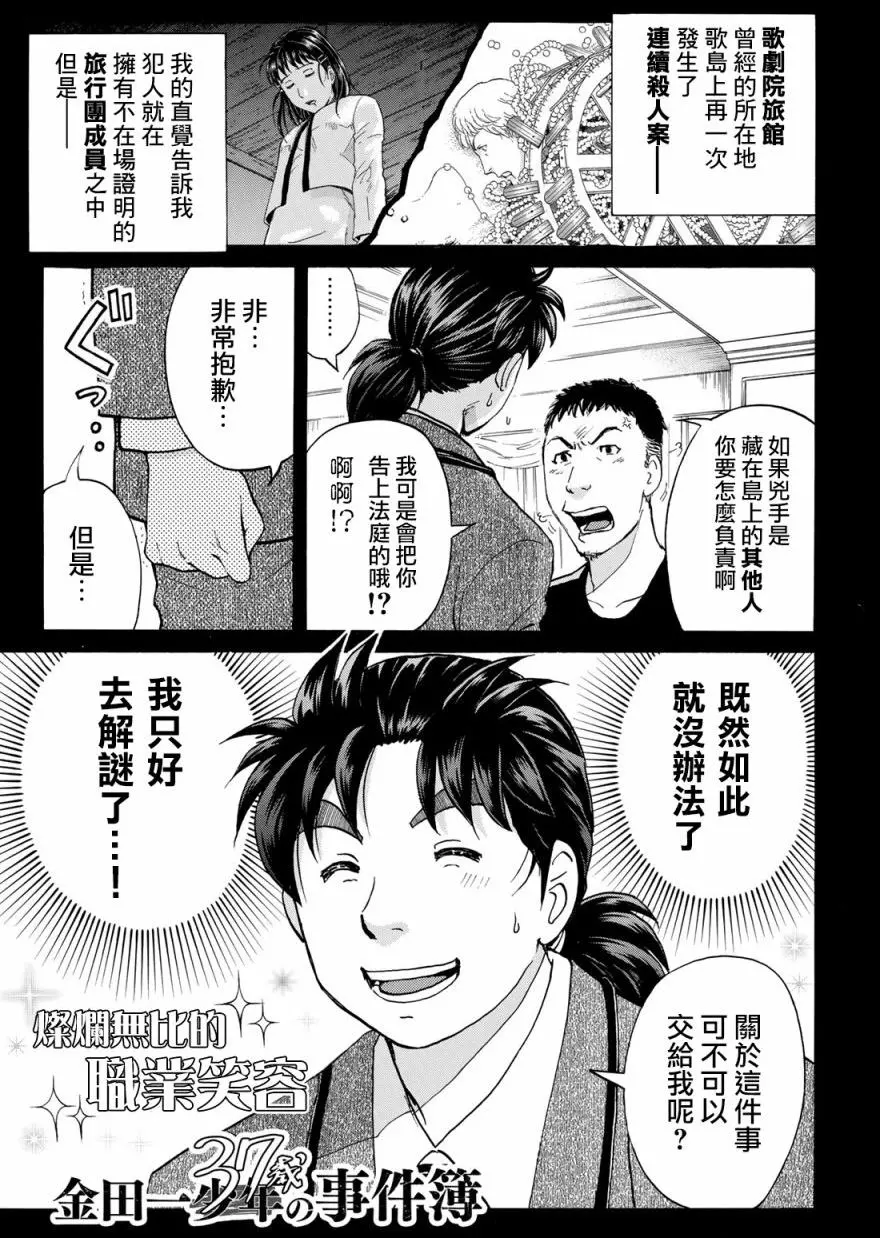 歌劇院旅館
曾經的所在地
歌島上再一次
發生了
連續殺人案——
我的直覺告訴我
犯人就在
擁有不在場證明的
旅行團成員之中
但是——
如果兇手是
藏在島上的其他人
你要怎麼負責啊
………
我可是會把你
告上法庭的哦!?
啊啊!?
非…
非常抱歉…
ぐっ…
但是…
既然如此
就沒辦法了
我只好
去解謎了…！
關於這件事
可不可以
交給我呢？
燦爛無比的
職業笑容
金田一少年の事件簿
37歲